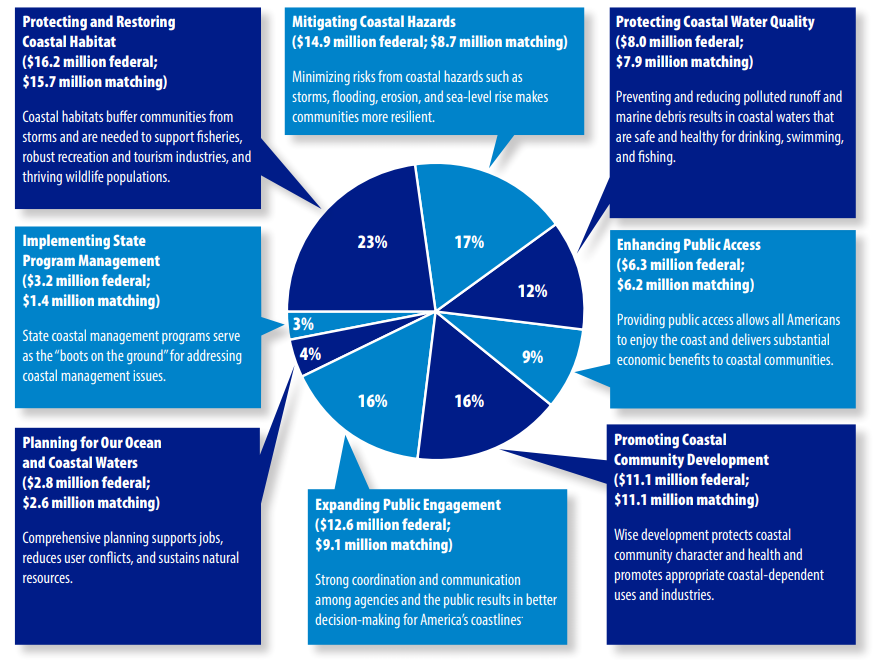 Protecting and Restoring
Coastal Habitat
($16.2 million federal;
$15.7 million matching)
Coastal habitats buffer communities from
storms and are needed to support fisheries,
robust recreation and tourism industries, and
thriving wildlife populations.
Mitigating Coastal Hazards
($14.9 million federal; $8.7 million matching)
Minimizing risks from coastal hazards such as
storms, flooding, erosion, and sea-level rise makes
communities more resilient.
Protecting Coastal Water Quality
($8.0 million federal;
$7.9 million matching)
Preventing and reducing polluted runoff and
marine debris results in coastal waters that
are safe and healthy for drinking, swimming,
and fishing.
Implementing State
Program Management
($3.2 million federal;
$1.4 million matching)
State coastal management programs serve
as the "boots on the ground" for addressing
coastal management issues.
23%
17%
12%
9%
16%
16%
4%
3%
Enhancing Public Access
($6.3 million federal;
$6.2 million matching)
Providing public access allows all Americans
to enjoy the coast and delivers substantial
economic benefits to coastal communities.
Planning for Our Ocean
and Coastal Waters
($2.8 million federal;
$2.6 million matching)
Comprehensive planning supports jobs,
reduces user conflicts, and sustains natural
resources.
Expanding Public Engagement
($12.6 million federal;
$9.1 million matching)
Strong coordination and communication
among agencies and the public results in better
decision-making for America's coastlines
Promoting Coastal
Community Development
($11.1 million federal;
$11.1 million matching)
Wise development protects coastal
community character and health and
promotes appropriate coastal-dependent
uses and industries.